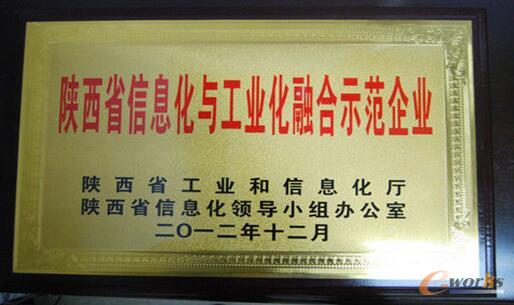 陕西省信息化与工业化融合示范企业
陕西省工业和信息化厅
陕西省信息化领导小组办公室
二〇一二年十二月
e-works